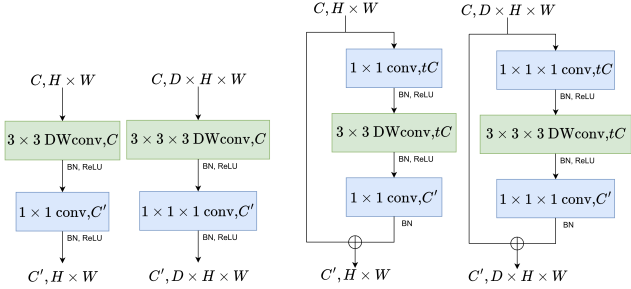 C, H × W
3 × 3 DWconv,C
BN, ReLU
1 × 1 conv,C′
BN, ReLU
C′, H × W
C, D × H × W
3 × 3 × 3 DWconv,C
BN, ReLU
1 × 1 × 1 conv,C′
BN, ReLU
C′, D × H × W
C, H × W
1 × 1 conv,tC
BN, ReLU
3 × 3 DWconv,tC
BN, ReLU
1 × 1 conv,C′
BN
C′, H × W
C, D × H × W
1 × 1 × 1 conv,tC
BN, ReLU
3 × 3 × 3 DWconv,tC
BN, ReLU
1 × 1 × 1 conv,C′
BN
C′, D × H × W